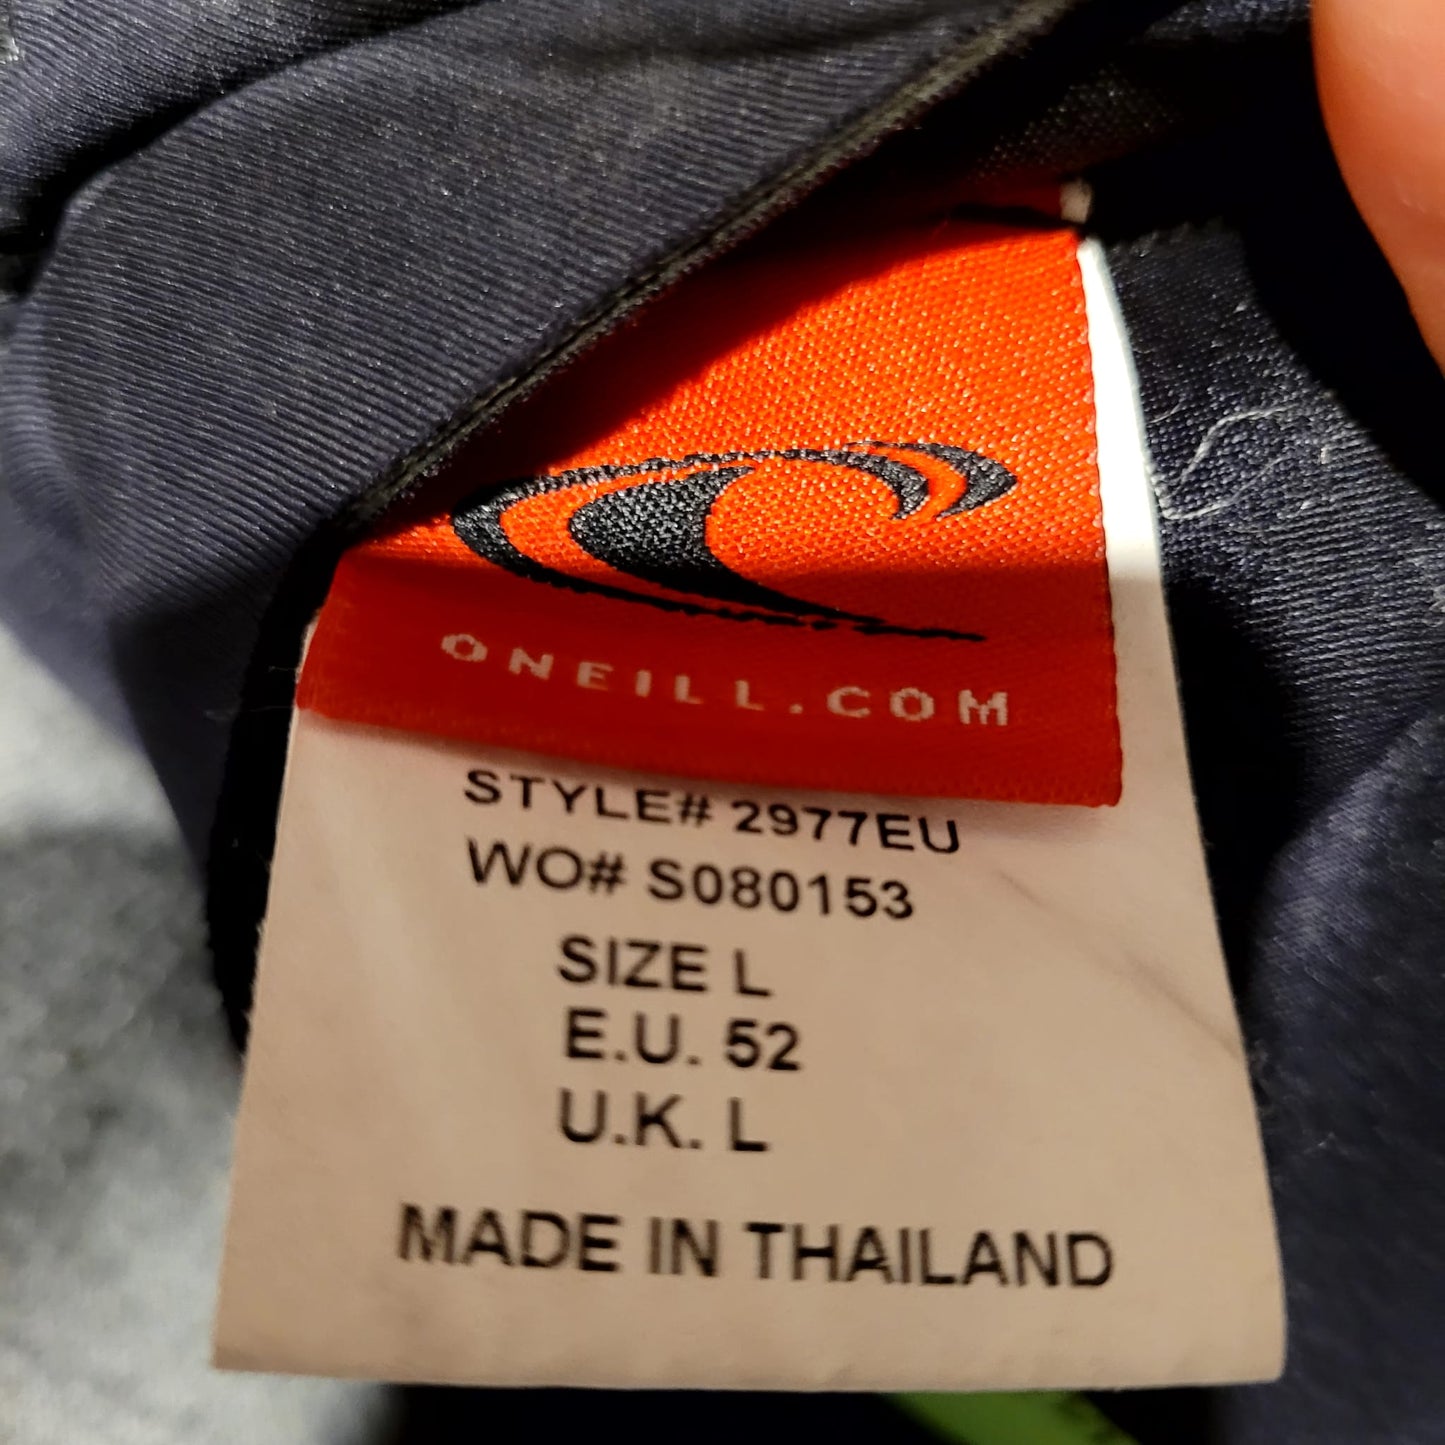 ONEILL.COM
STYLE# 2977EU
WO# S080153
SIZE L
E.U. 52
U.K. L
MADE IN THAILAND